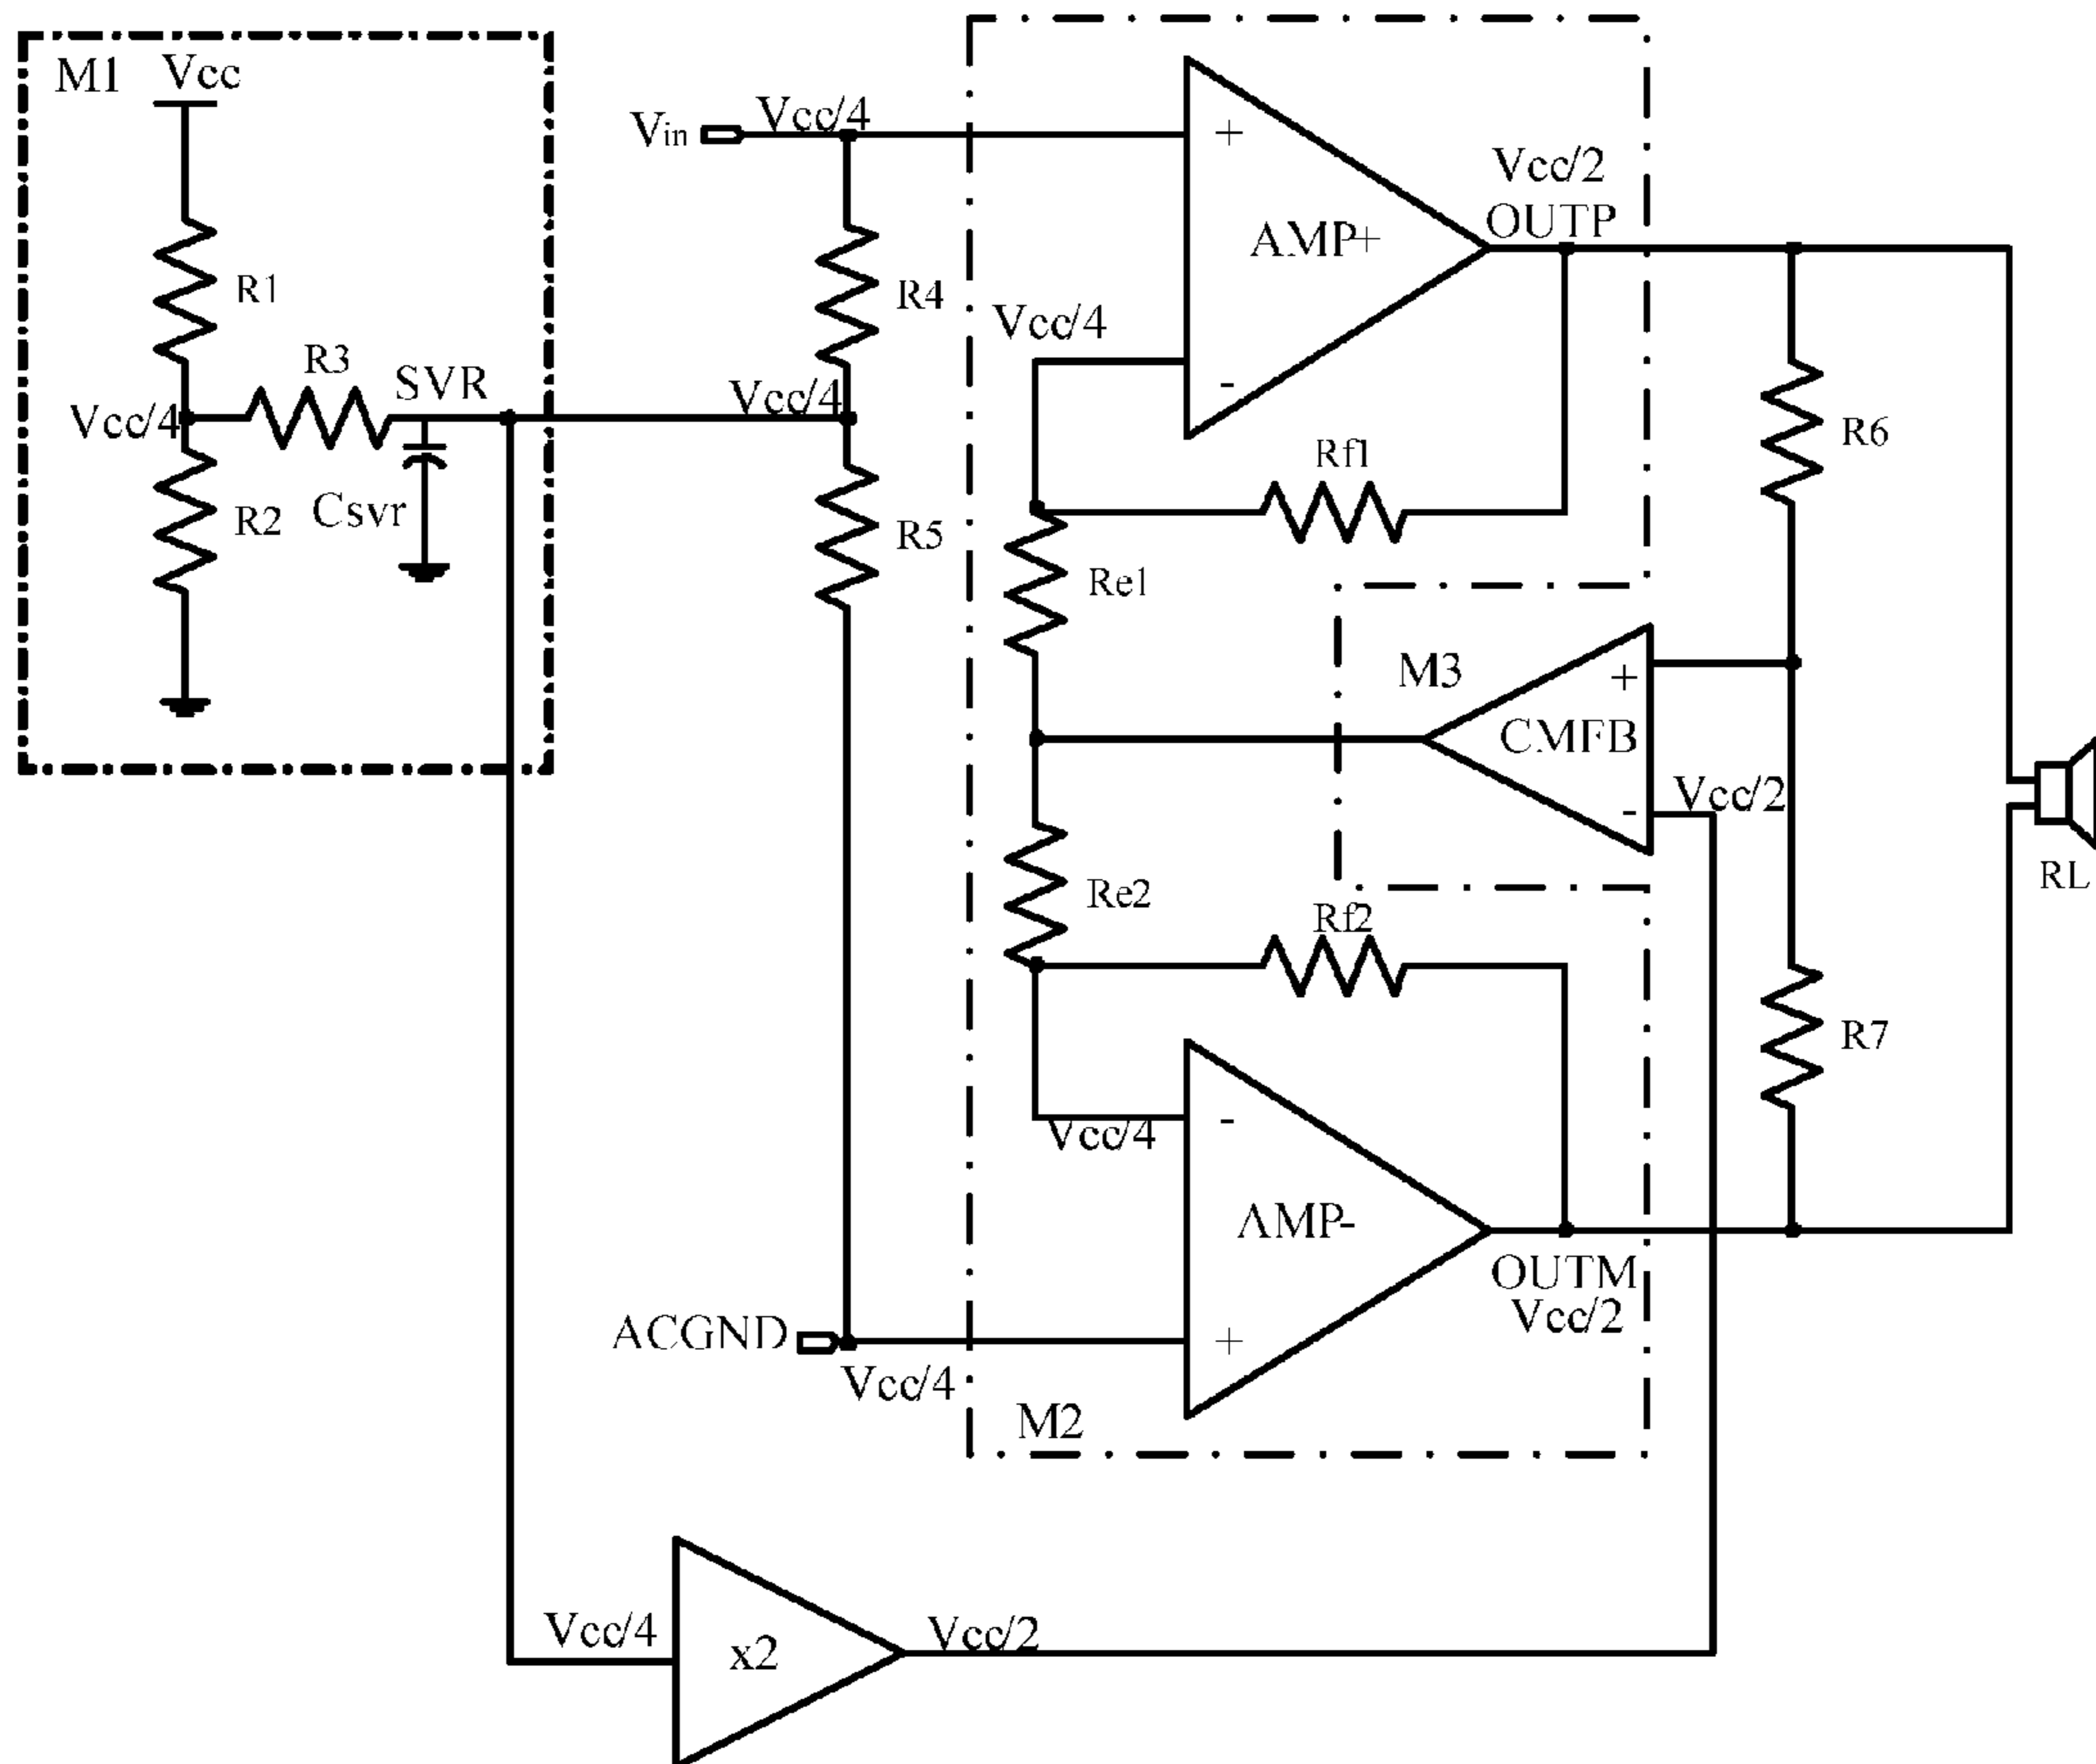 M1
Vcc
R1
R3
SVR
Vcc/4
R2
Csvr
Vin
Vcc/4
R4
Vcc/4
R5
ACGND
Vcc/4
+
AMP+
-
Vcc/4
Vcc/2
OUTP
Rf1
Re1
M3
+
CMFB
-
Vcc/2
R6
RL
Re2
Rf2
R7
-
Vcc/4
AMP-
+
OUTM
Vcc/2
M2
Vcc/4
x2
Vcc/2